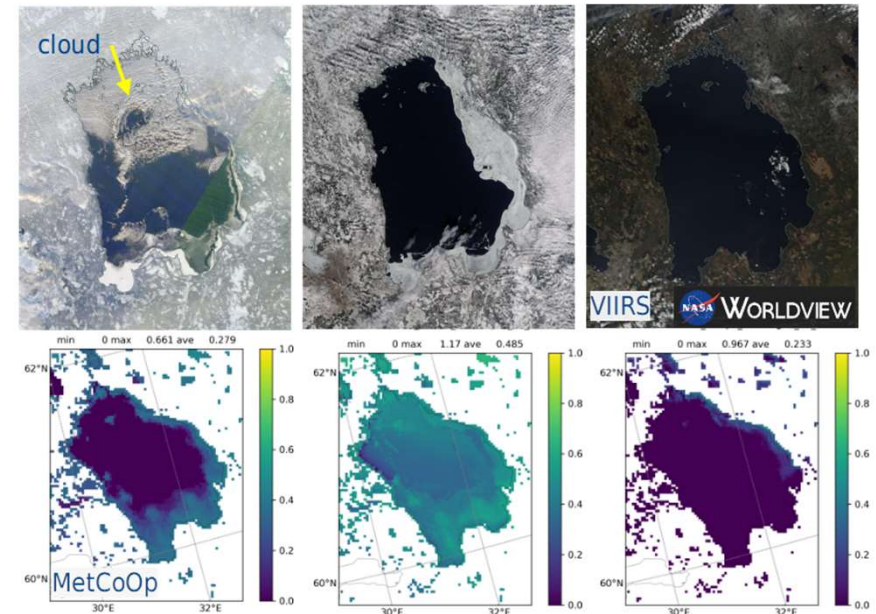 cloud
VIIRS NASA WORLDVIEW
min 0 max 0.661 ave 0.279
min 0 max 1.17 ave 0.485
min 0 max 0.967 ave 0.233
62°N
60°N
30°E
32°E
1.0
0.8
0.6
0.4
0.2
0.0
62°N
60°N
30°E
32°E
1.0
0.8
0.6
0.4
0.2
0.0
62°N
60°N
30°E
32°E
1.0
0.8
0.6
0.4
0.2
0.0
MetCoOp